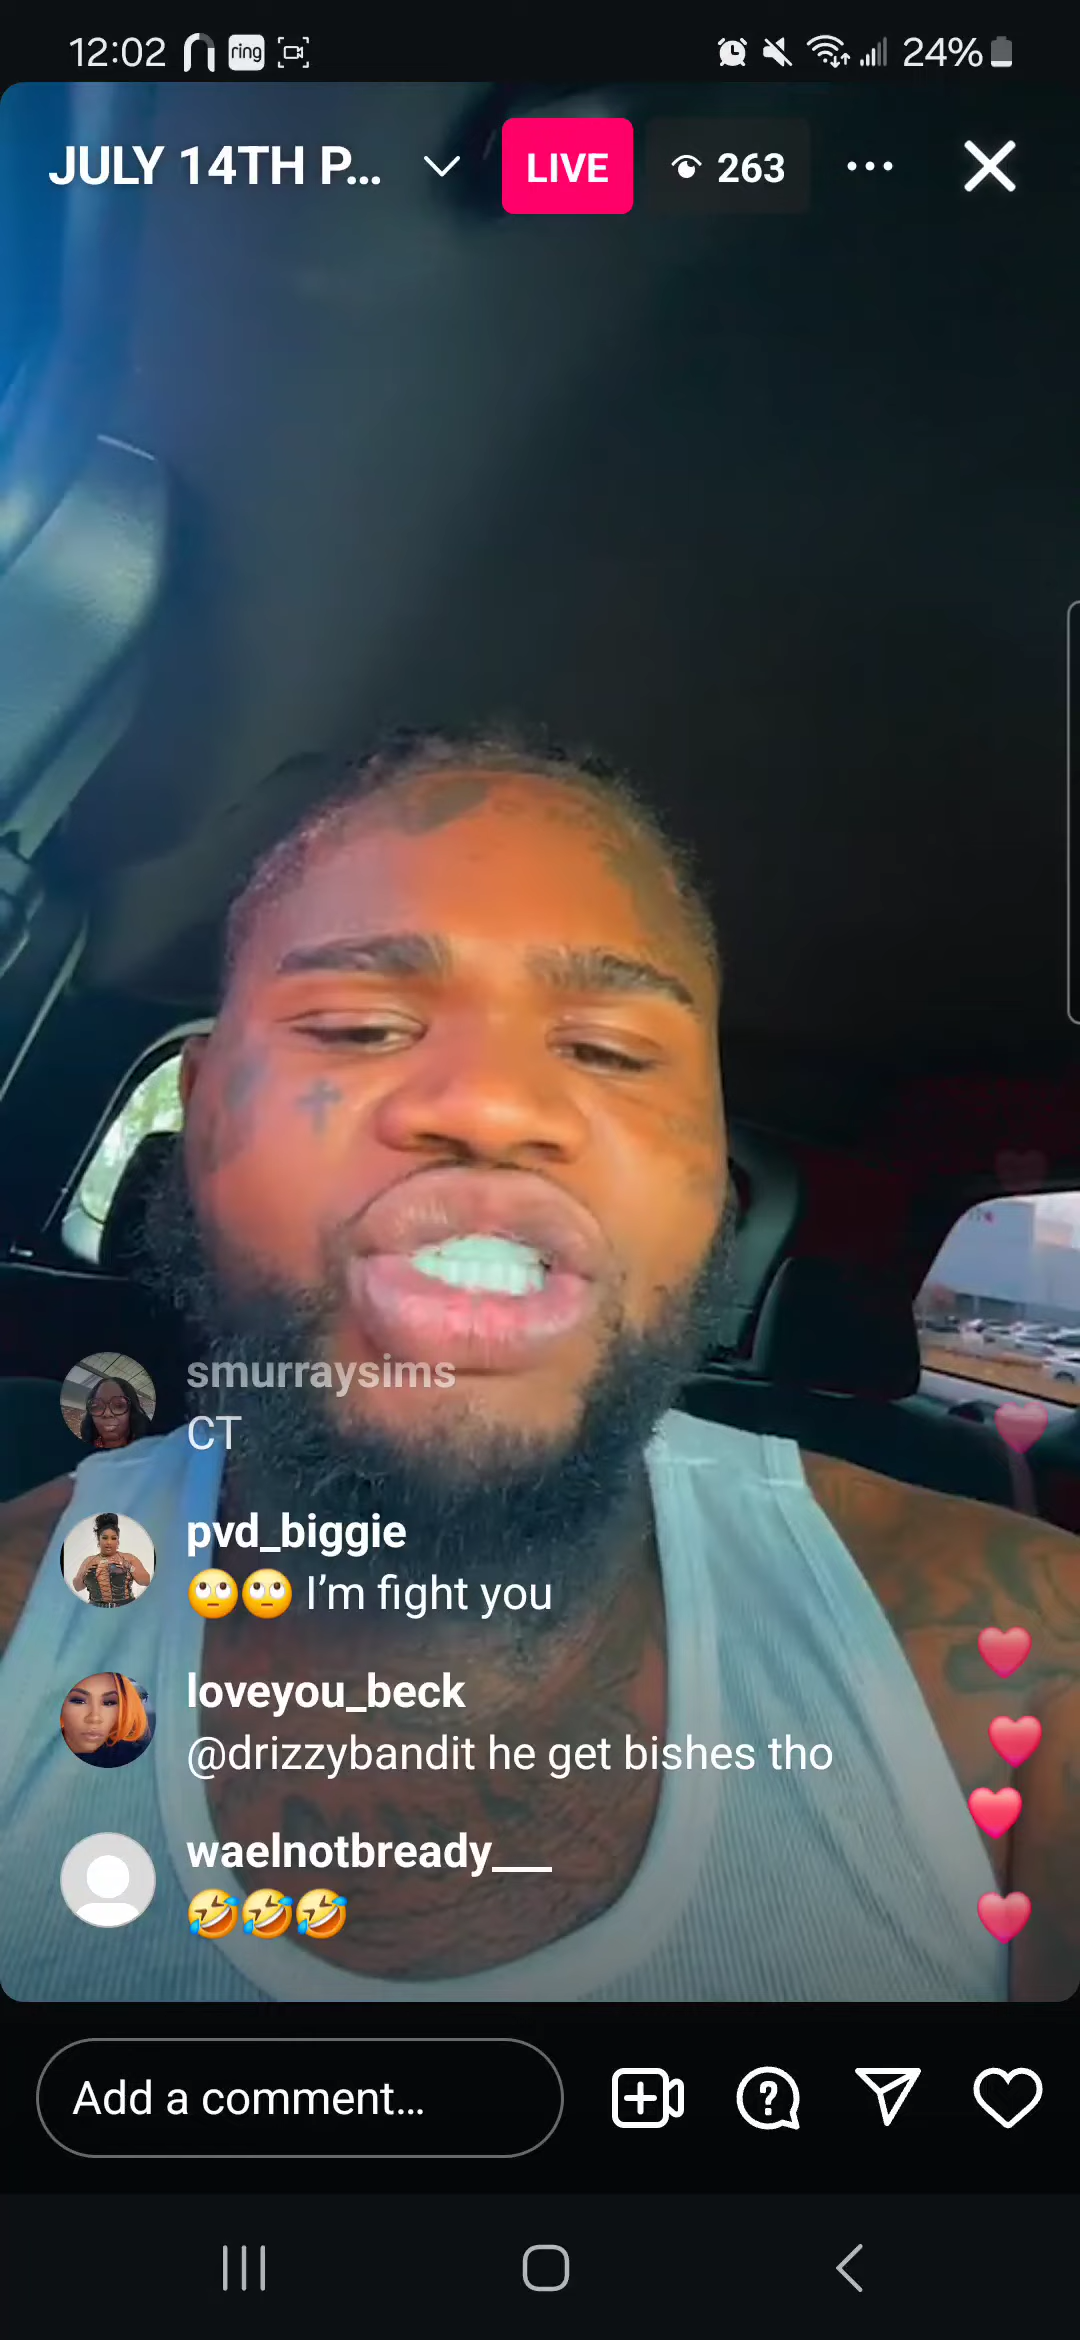 12:02 ring 24%
JULY 14TH P... LIVE 263
smurraysims
CT
pvd_biggie
🙄🙄 I'm fight you
loveyou_beck
@drizzybandit he get bishes tho
waelnotbready___
🤣🤣🤣
Add a comment...